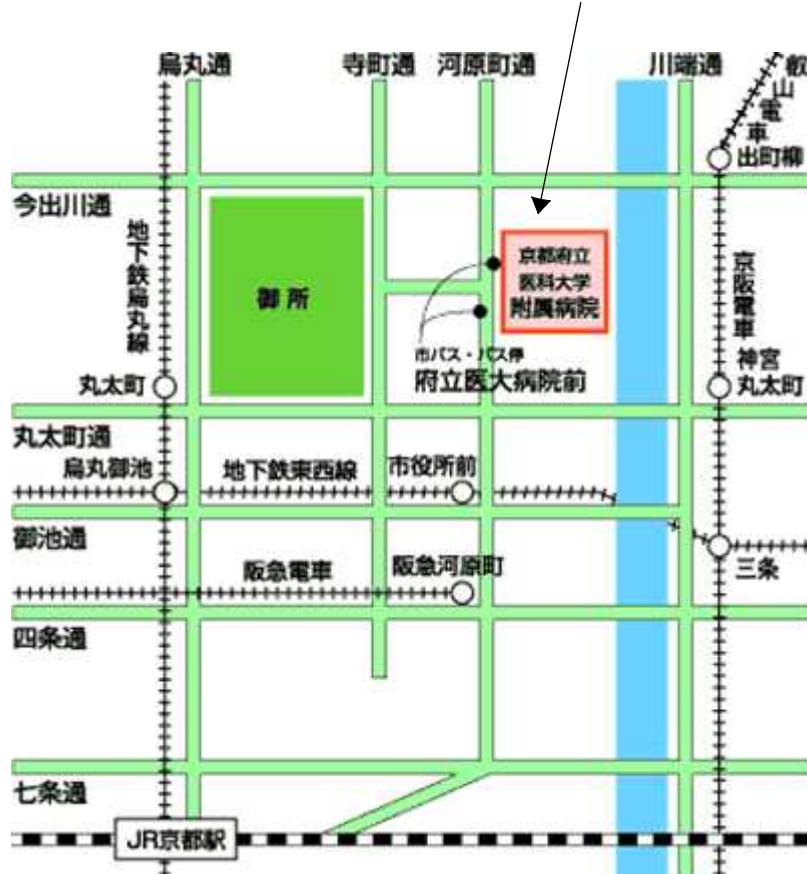 烏丸通
寺町通
河原町通
川端通
叡山電車
出町柳
今出川通
地下鉄烏丸線
御所
京都府立
医科大学
附属病院
京阪電車
市バス・バス停
府立医大病院前
神宮
丸太町
丸太町
丸太町通
烏丸御池
地下鉄東西線
市役所前
御池通
阪急電車
阪急河原町
三条
四条通
七条通
JR京都駅